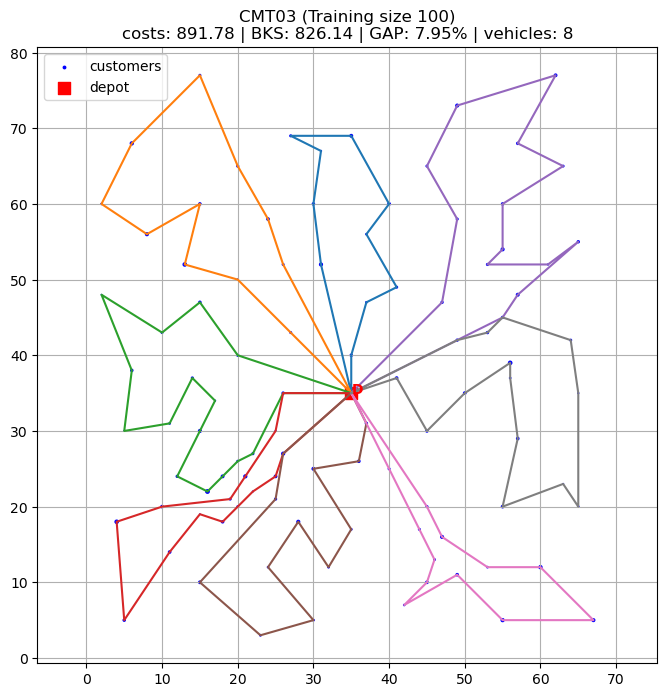 CMT03 (Training size 100)
costs: 891.78 | BKS: 826.14 | GAP: 7.95% | vehicles: 8
customers
depot
80
70
60
50
40
30
20
10
0
D
0 10 20 30 40 50 60 70